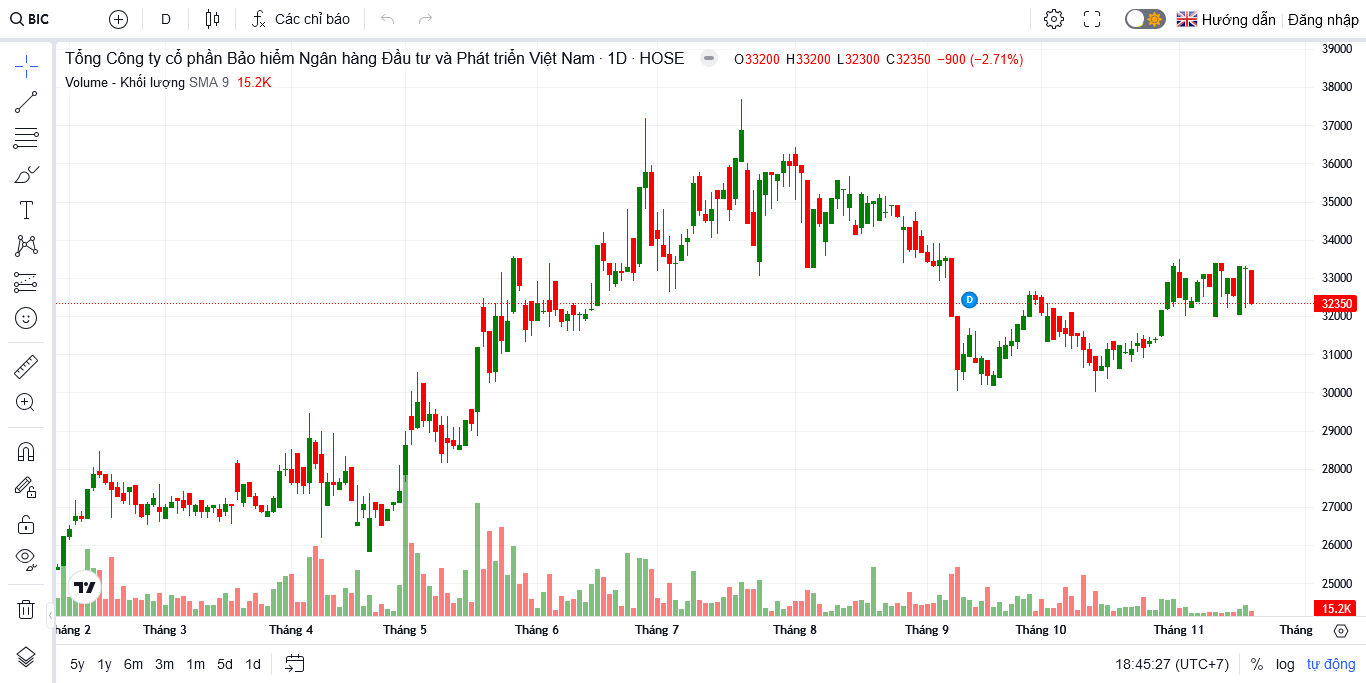 BIC D Các chỉ báo Hướng dẫn Đăng nhập
Tổng Công ty cổ phần Bảo hiểm Ngân hàng Đầu tư và Phát triển Việt Nam · 1D · HOSE O33200 H33200 L32300 C32350 −900 (−2.71%)
Volume - Khối lượng SMA 9 15.2K
39000
38000
37000
36000
35000
34000
33000
32350
32000
31000
30000
29000
28000
27000
26000
25000
15.2K
D
háng 2 Tháng 3 Tháng 4 Tháng 5 Tháng 6 Tháng 7 Tháng 8 Tháng 9 Tháng 10 Tháng 11 Tháng
5y 1y 6m 3m 1m 5d 1d 18:45:27 (UTC+7) % log tự động